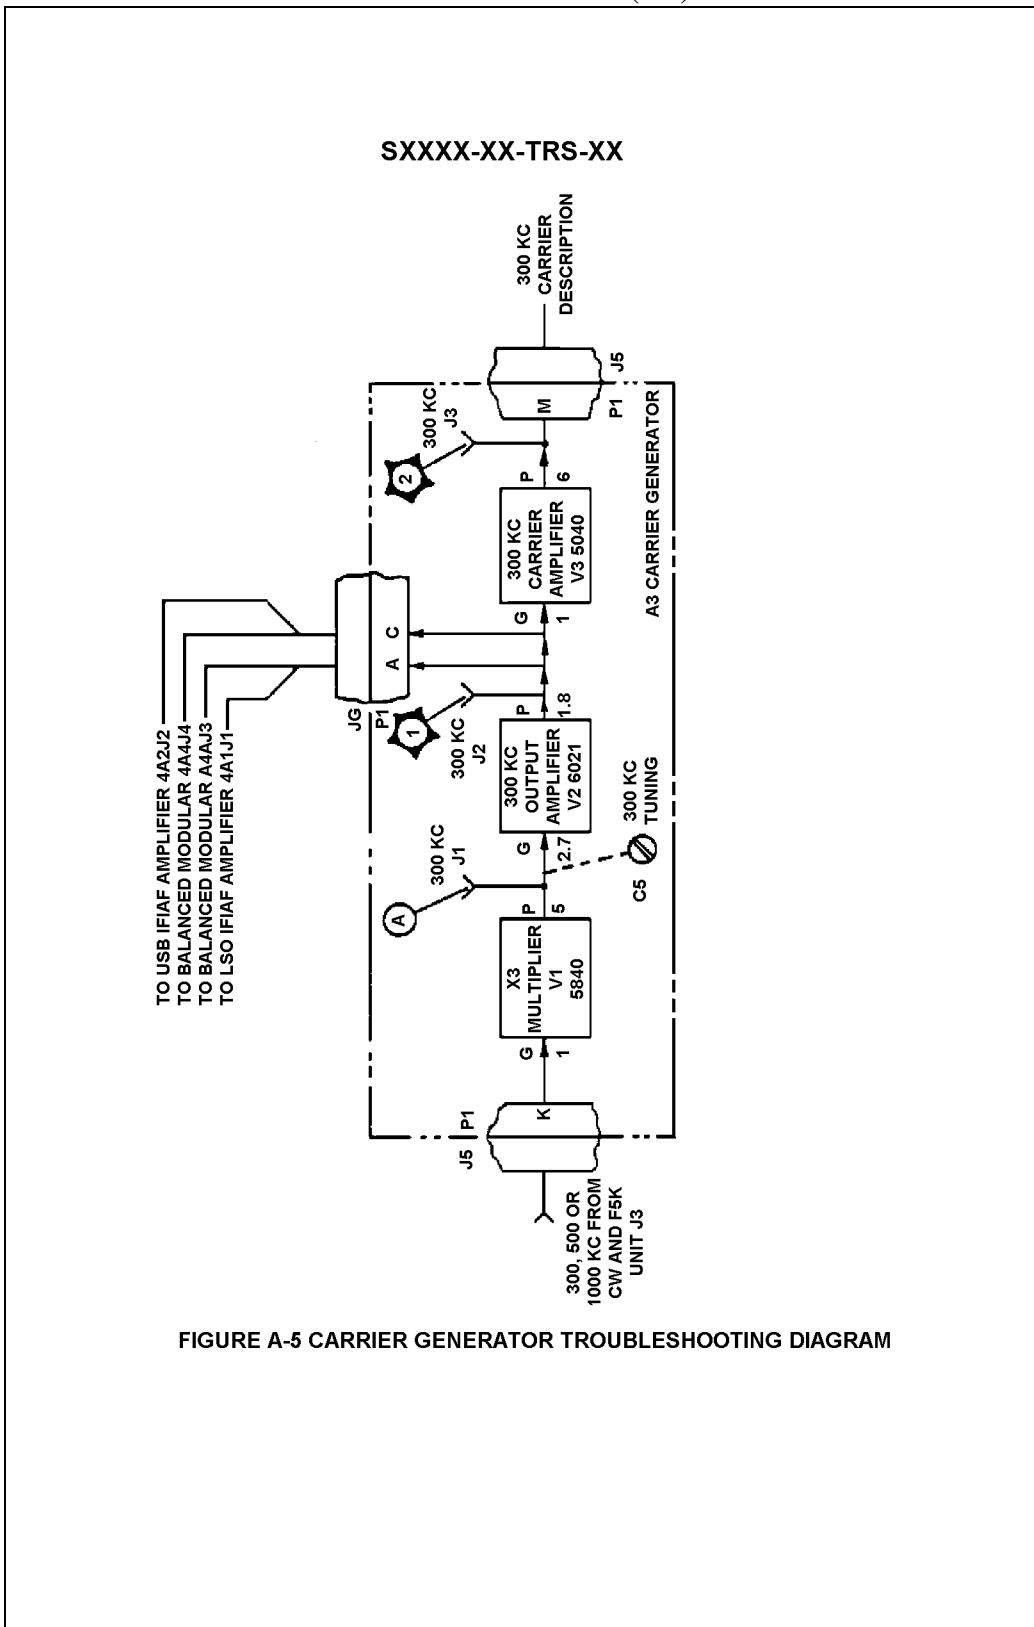 SXXXX-XX-TRS-XX
TO USB IFIAF AMPLIFIER 4A2J2
TO BALANCED MODULAR 4A4J4
TO BALANCED MODULAR A4AJ3
TO LSO IFIAF AMPLIFIER 4A1J1
JG
P1
A
C
A
300 KC
J1
1
300 KC
J2
2
300 KC
J3
300, 500 OR
1000 KC FROM
CW AND F5K
UNIT J3
J5
P1
K
G
1
X3
MULTIPLIER
V1
5840
P
5
G
2.7
C5
300 KC
TUNING
300 KC
OUTPUT
AMPLIFIER
V2 6021
P
1.8
G
1
300 KC
CARRIER
AMPLIFIER
V3 5040
P
6
M
P1
J5
300 KC
CARRIER
DESCRIPTION
A3 CARRIER GENERATOR
FIGURE A-5 CARRIER GENERATOR TROUBLESHOOTING DIAGRAM